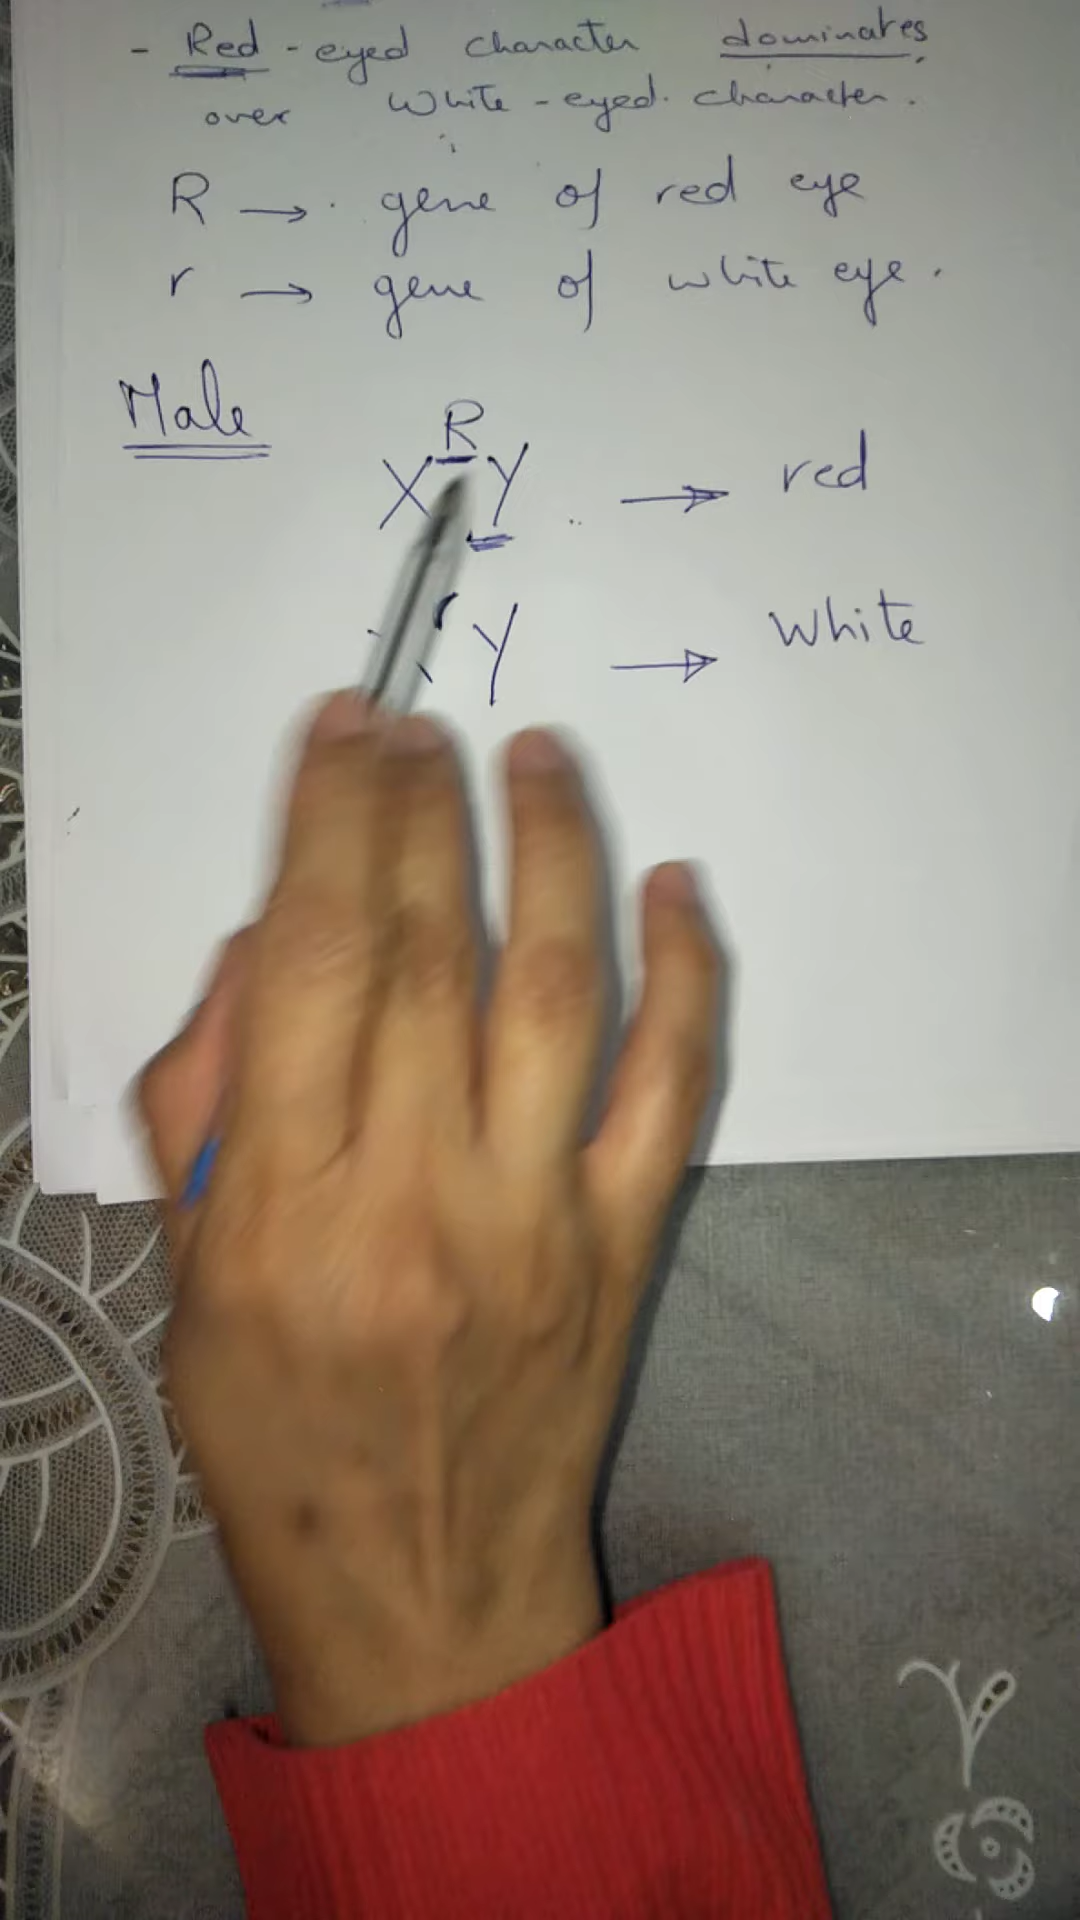 - Red-eyed character dominates
over white-eyed character.
R → gene of red eye
r → gene of white eye.
Male
X^R Y → red
r Y → White